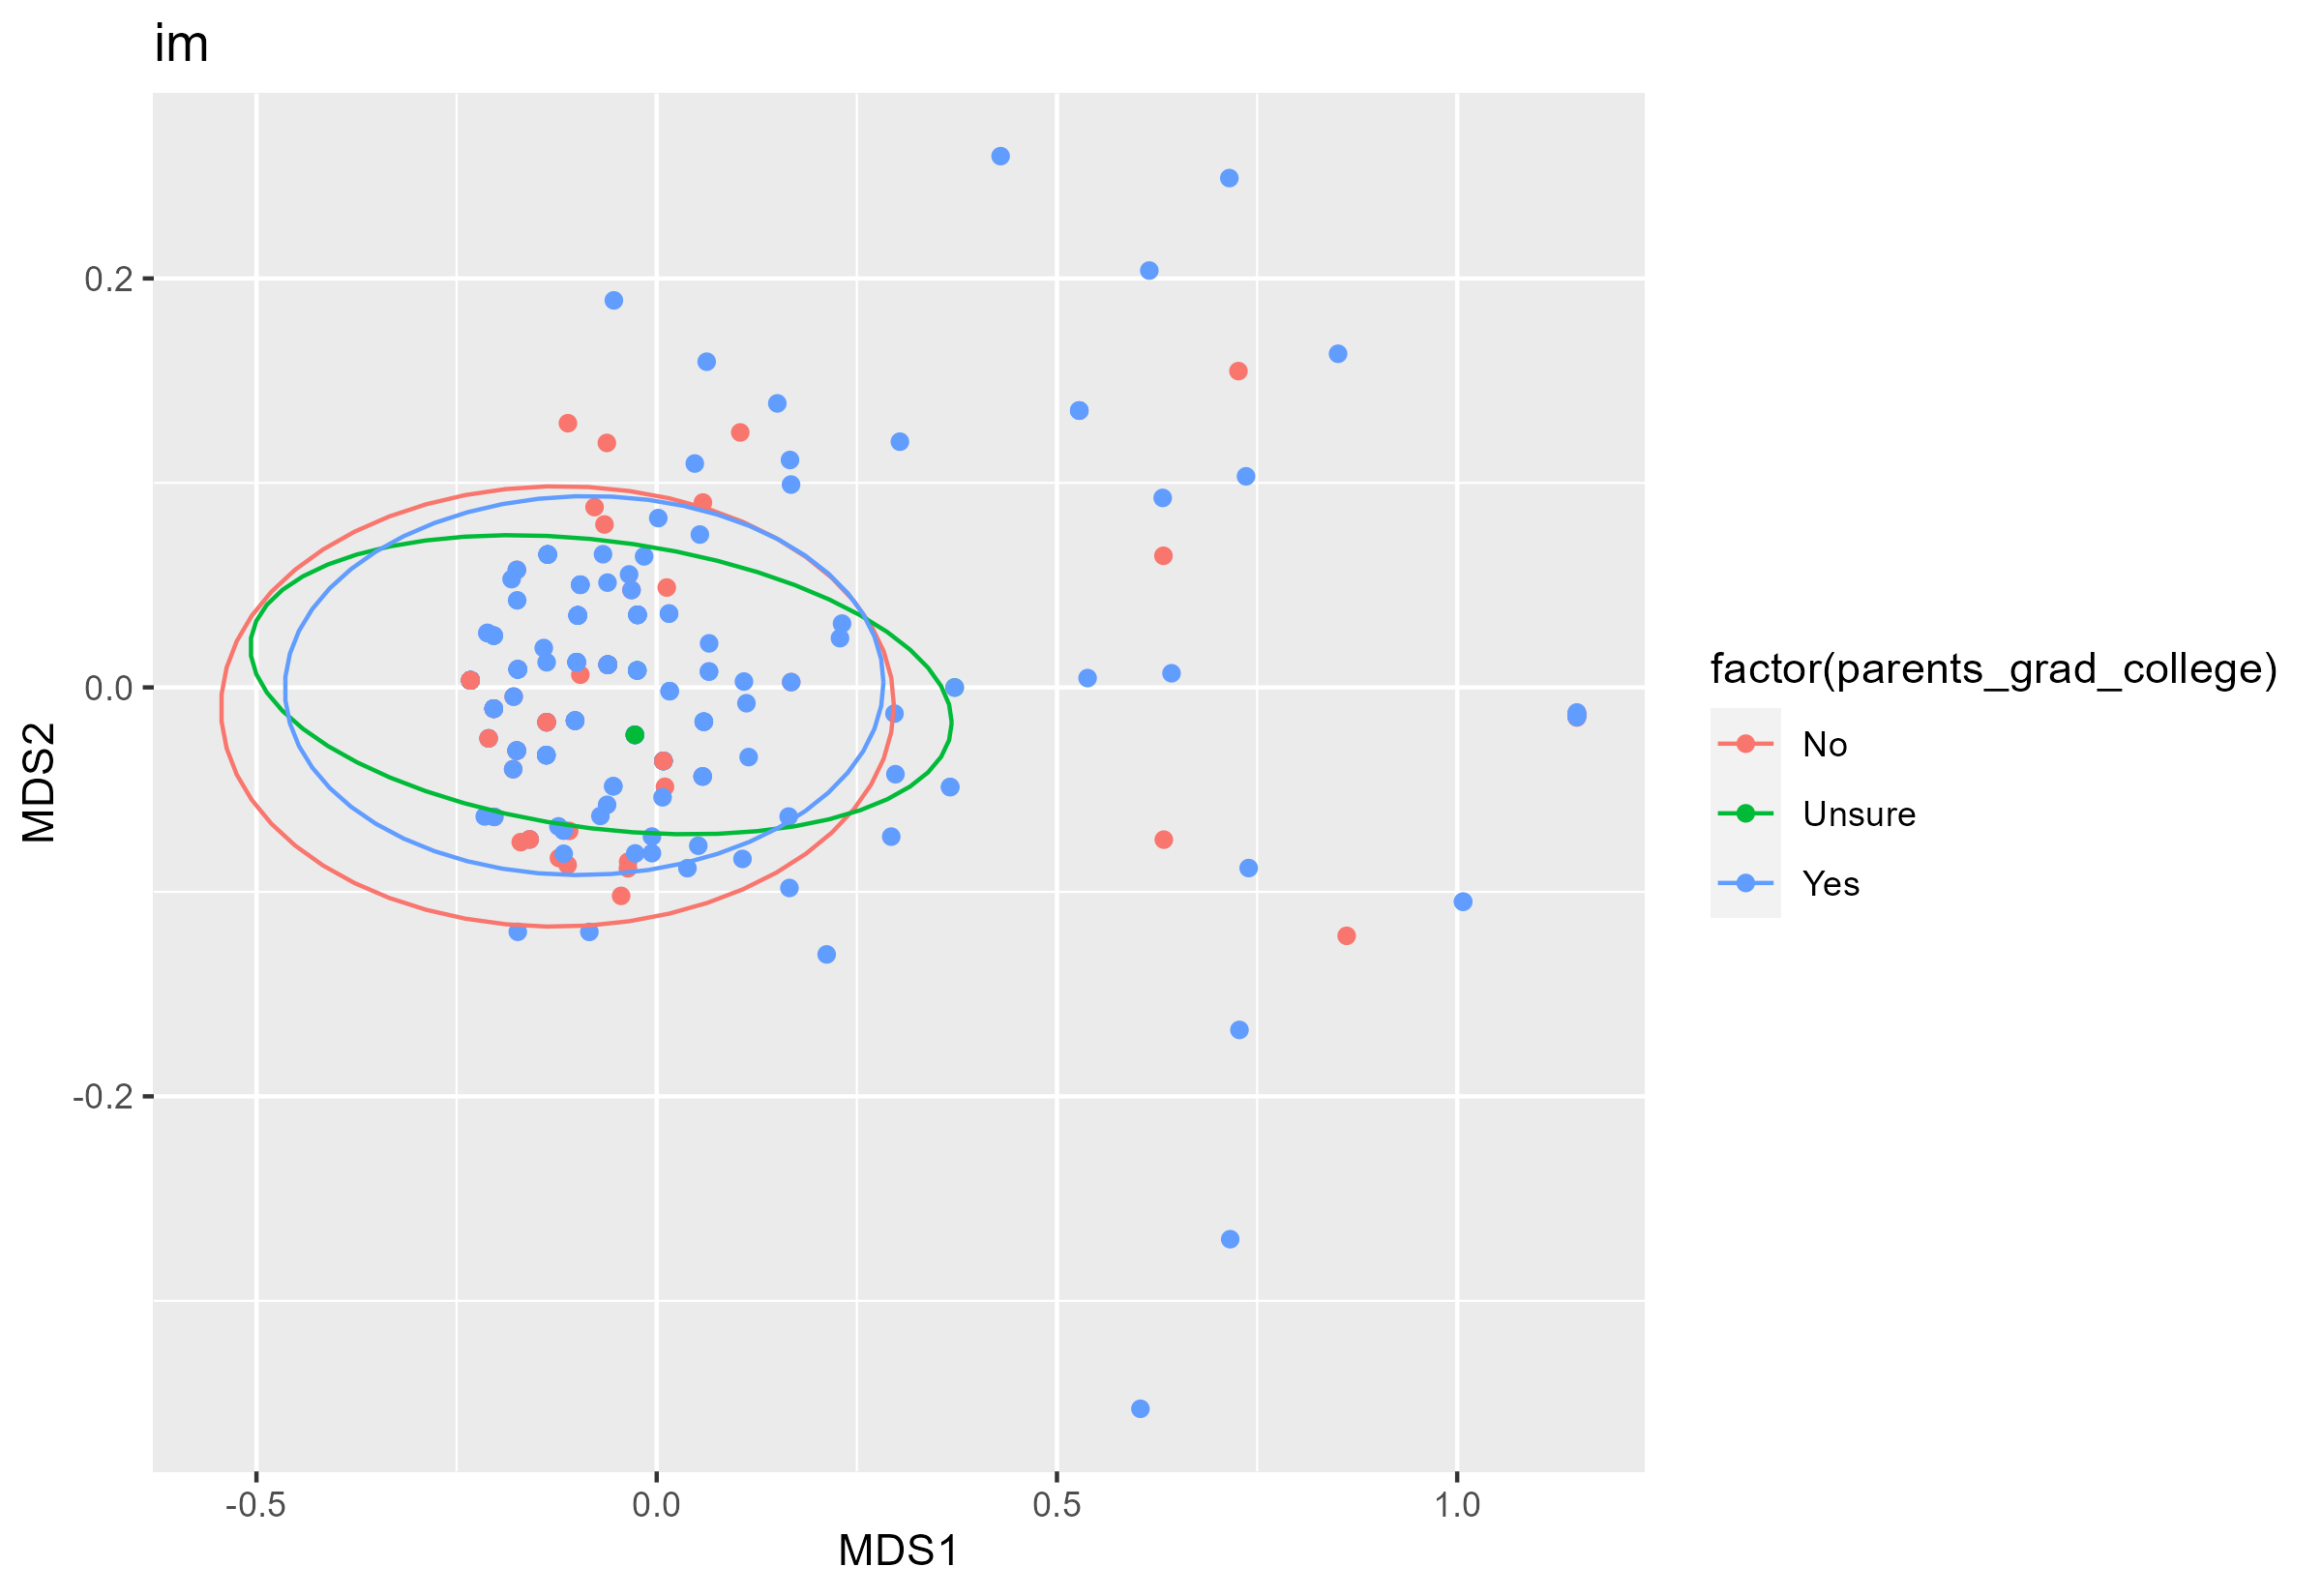 im
0.2
0.0
-0.2
MDS2
-0.5
0.0
0.5
1.0
MDS1
factor(parents_grad_college)
No
Unsure
Yes